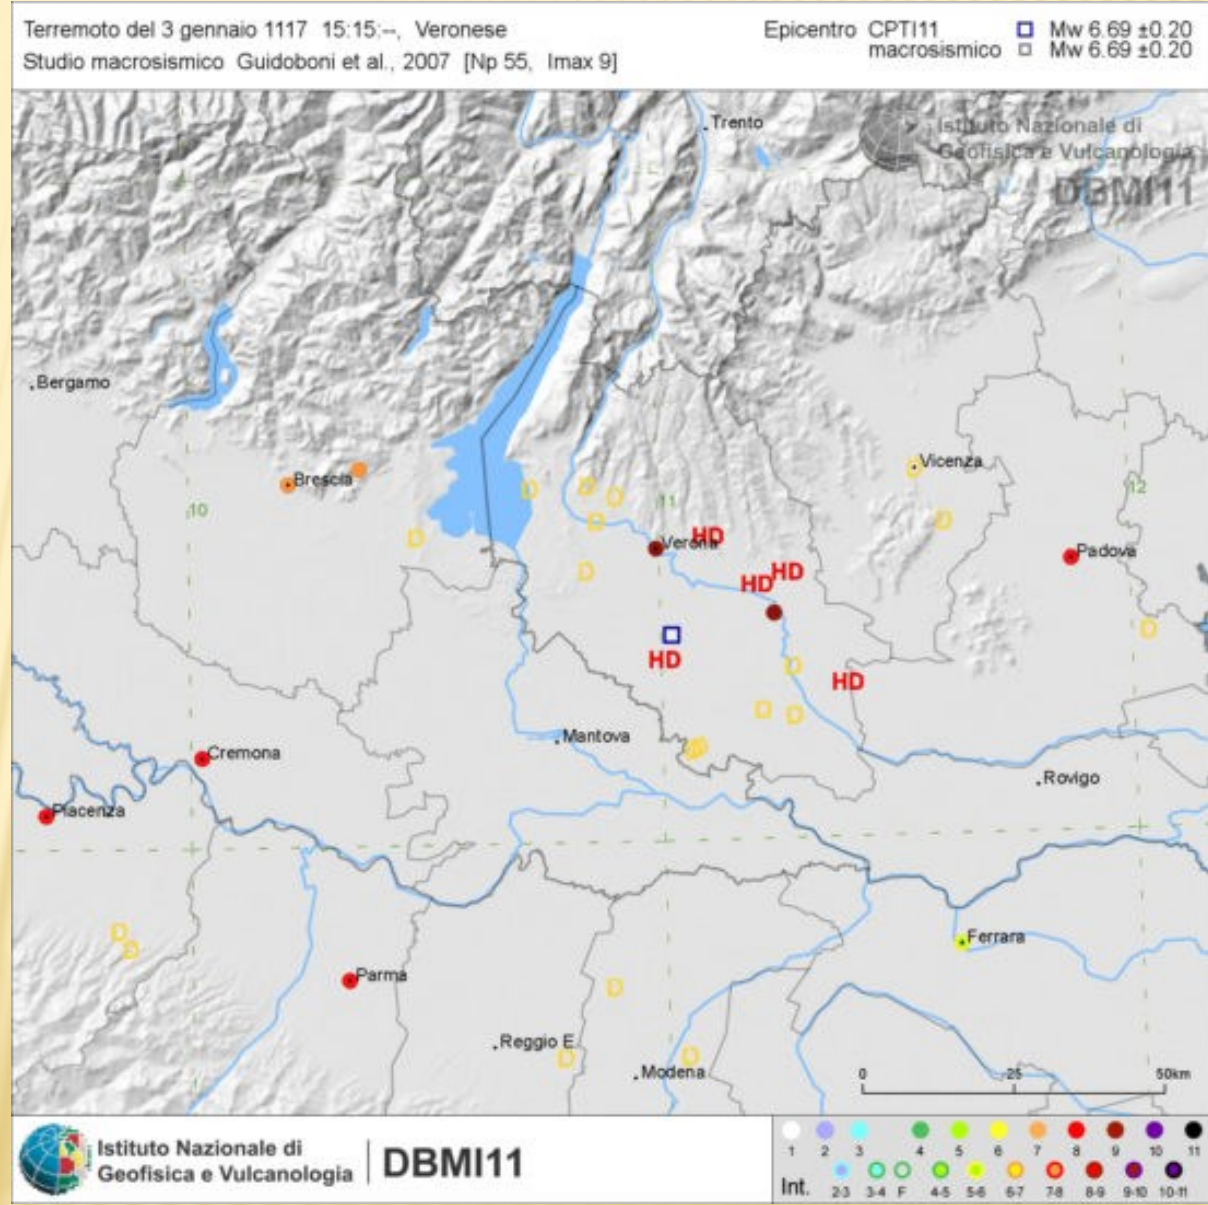 Terremoto del 3 gennaio 1117 15:15:--, Veronese
Studio macrosismico Guidoboni et al., 2007 [Np 55, Imax 9]
Epicentro CPTI11 Mw 6.69 ±0.20
macrosismico Mw 6.69 ±0.20
Istituto Nazionale di
Geofisica e Vulcanologia
DBMI11
Trento
Bergamo
Vicenza
D
Brescia
D D D
10 11 12
D
D
D
Verona HD
Padova
D
HD HD
D
HD
D
HD
D D
Mantova
D
Cremona
Rovigo
Piacenza
D
D
Ferrara
Parma
D
Reggio E.
D
D
Modena
0 25 50km
Istituto Nazionale di
Geofisica e Vulcanologia
DBMI11
1 2 3 4 5 6 7 8 9 10 11
Int. 2-3 3-4 F 4-5 5-6 6-7 7-8 8-9 9-10 10-11